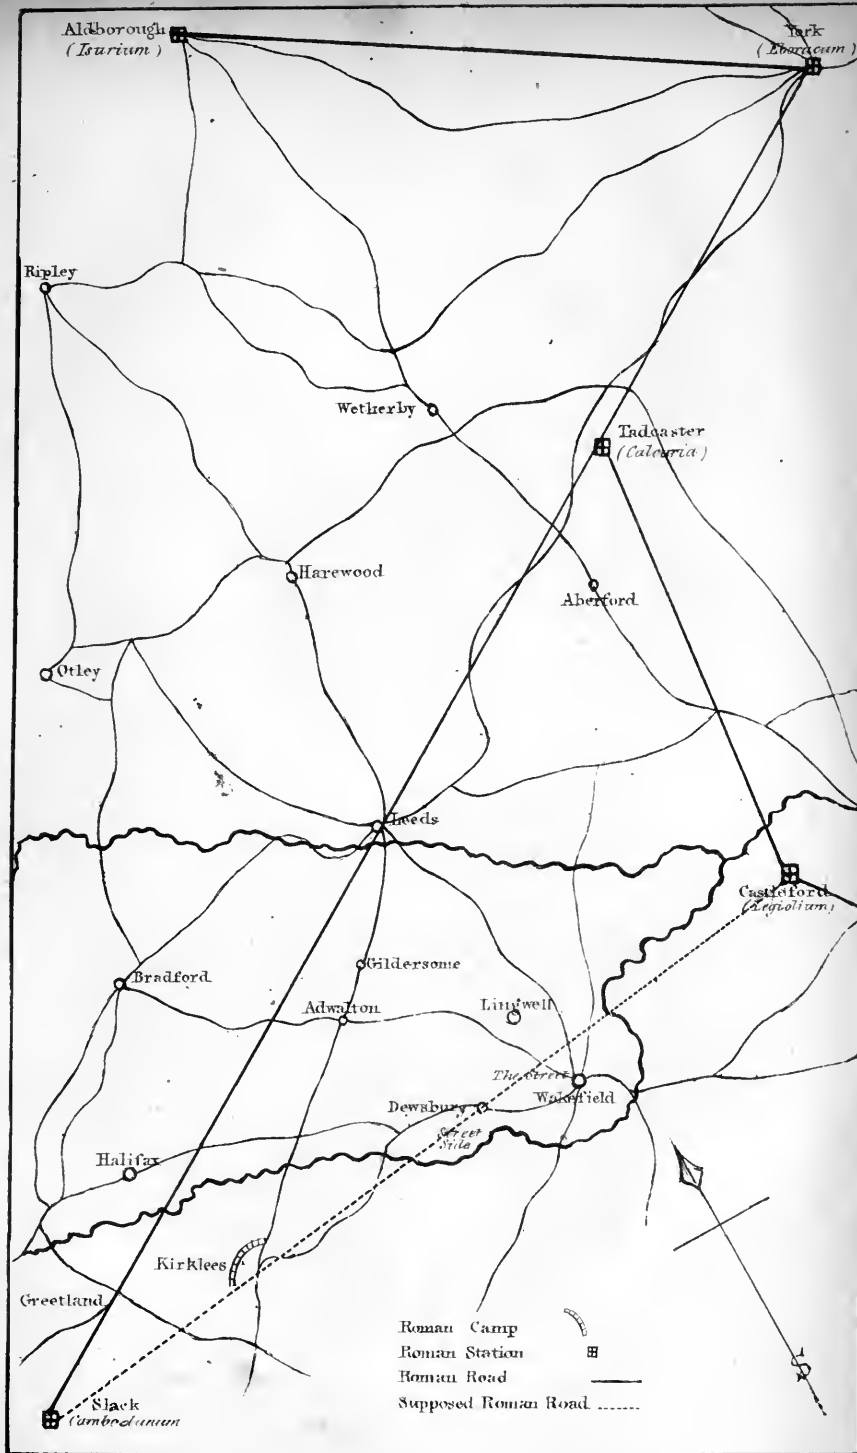 Aldborough
(Isurium)
York
(Eboracum)
Ripley
Wetherby
Tadcaster
(Calcaria)
Harewood
Aberford
Otley
Leeds
Castleford
(Legiolium)
Bradford
Gildersome
Adwalton
Lingwell
The Street
Wakefield
Dewsbury
Street
Side
Halifax
Kirklees
Greetland
Roman Camp
Roman Station
Roman Road
Supposed Roman Road
Slack
(Cambodunum
S